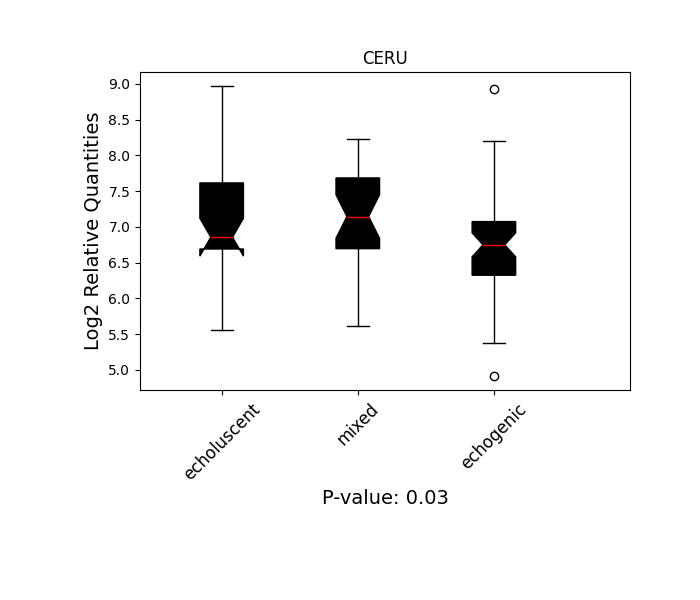 CERU
Log2 Relative Quantities
9.0
8.5
8.0
7.5
7.0
6.5
6.0
5.5
5.0
echoluscent
mixed
echogenic
P-value: 0.03